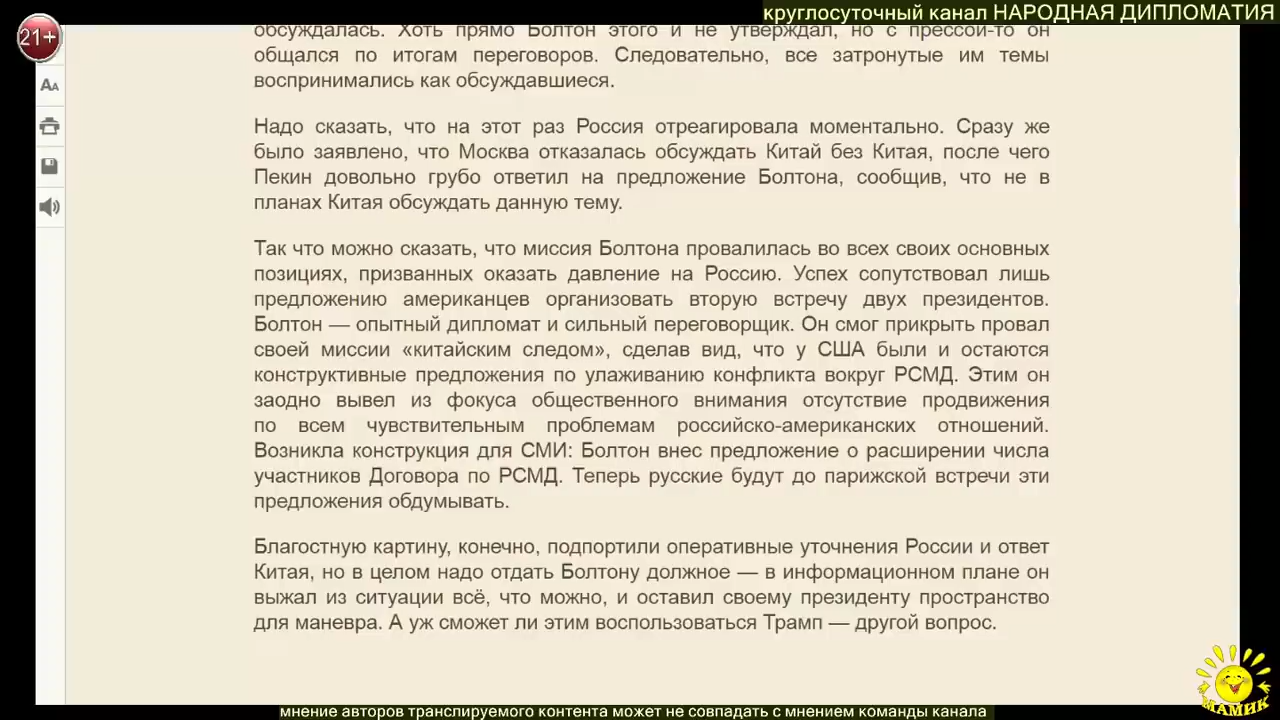 круглосуточный канал НАРОДНАЯ ДИПЛОМАТИЯ
21+
обсуждалась. Хоть прямо Болтон этого и не утверждал, но с прессой-то он
общался по итогам переговоров. Следовательно, все затронутые им темы
воспринимались как обсуждавшиеся.
Надо сказать, что на этот раз Россия отреагировала моментально. Сразу же
было заявлено, что Москва отказалась обсуждать Китай без Китая, после чего
Пекин довольно грубо ответил на предложение Болтона, сообщив, что не в
планах Китая обсуждать данную тему.
Так что можно сказать, что миссия Болтона провалилась во всех своих основных
позициях, призванных оказать давление на Россию. Успех сопутствовал лишь
предложению американцев организовать вторую встречу двух президентов.
Болтон — опытный дипломат и сильный переговорщик. Он смог прикрыть провал
своей миссии «китайским следом», сделав вид, что у США были и остаются
конструктивные предложения по улаживанию конфликта вокруг РСМД. Этим он
заодно вывел из фокуса общественного внимания отсутствие продвижения
по всем чувствительным проблемам российско-американских отношений.
Возникла конструкция для СМИ: Болтон внес предложение о расширении числа
участников Договора по РСМД. Теперь русские будут до парижской встречи эти
предложения обдумывать.
Благостную картину, конечно, подпортили оперативные уточнения России и ответ
Китая, но в целом надо отдать Болтону должное — в информационном плане он
выжал из ситуации всё, что можно, и оставил своему президенту пространство
для маневра. А уж сможет ли этим воспользоваться Трамп — другой вопрос.
МАМИК
мнение авторов транслируемого контента может не совпадать с мнением команды канала